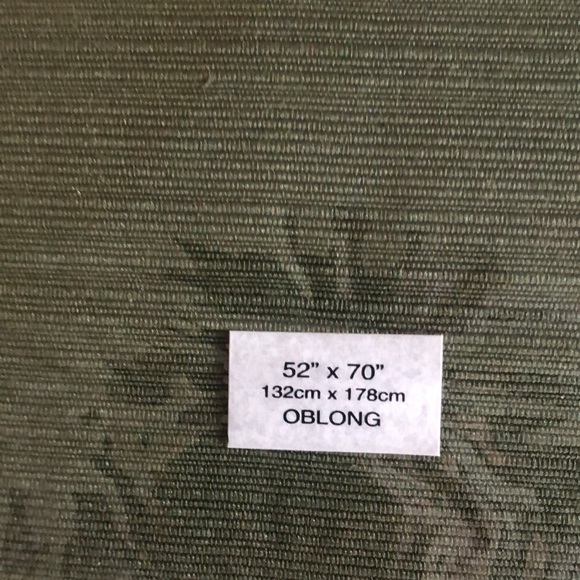 52” x 70”
132cm x 178cm
OBLONG